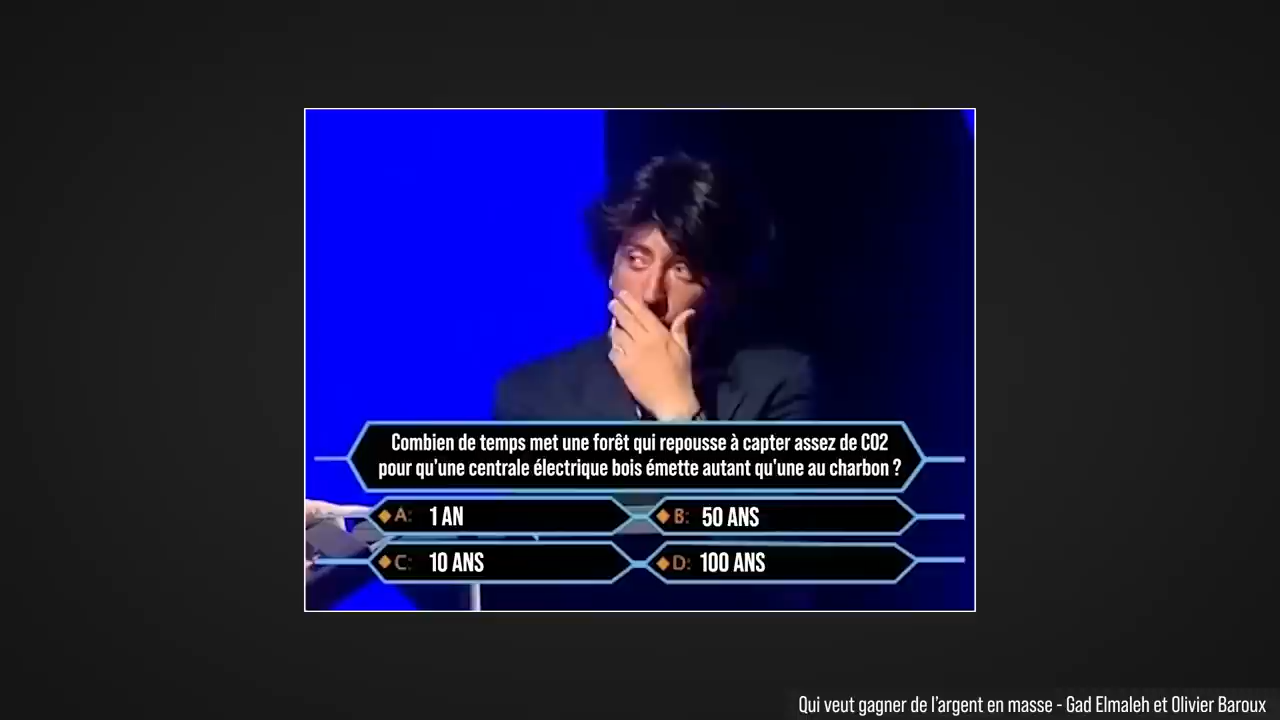 Combien de temps met une forêt qui repousse à capter assez de CO2
pour qu'une centrale électrique bois émette autant qu'une au charbon ?
A: 1 AN
B: 50 ANS
C: 10 ANS
D: 100 ANS
Qui veut gagner de l'argent en masse - Gad Elmaleh et Olivier Baroux